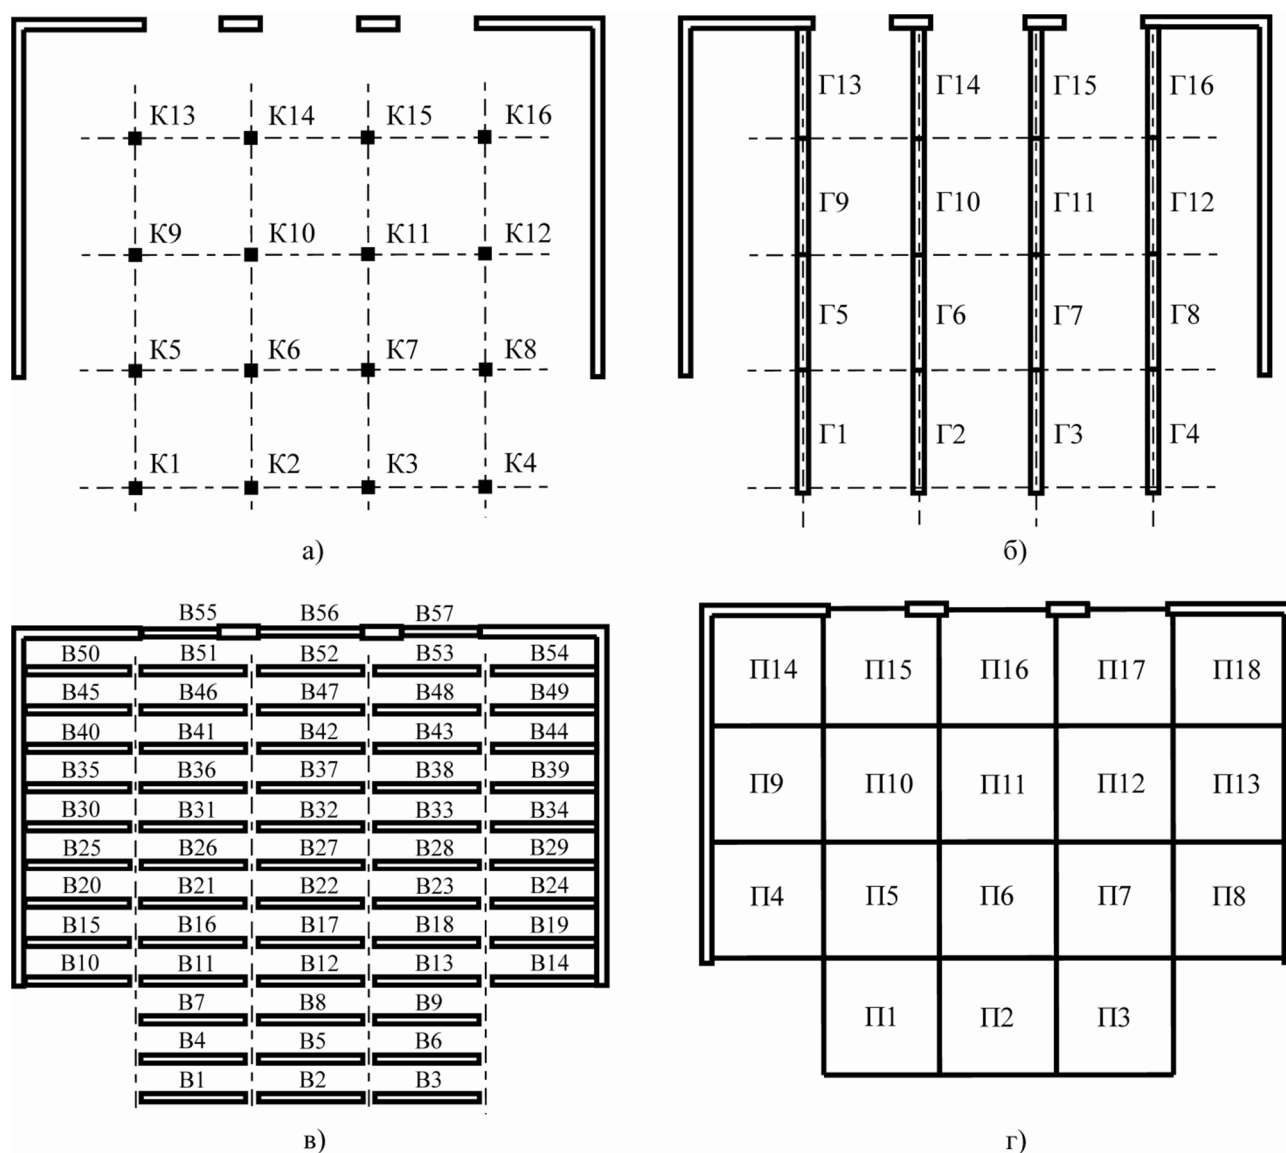 К13 К14 К15 К16
К9 К10 К11 К12
К5 К6 К7 К8
К1 К2 К3 К4
а)
Г13 Г14 Г15 Г16
Г9 Г10 Г11 Г12
Г5 Г6 Г7 Г8
Г1 Г2 Г3 Г4
б)
В55 В56 В57
В50 В51 В52 В53 В54
В45 В46 В47 В48 В49
В40 В41 В42 В43 В44
В35 В36 В37 В38 В39
В30 В31 В32 В33 В34
В25 В26 В27 В28 В29
В20 В21 В22 В23 В24
В15 В16 В17 В18 В19
В10 В11 В12 В13 В14
В7 В8 В9
В4 В5 В6
В1 В2 В3
в)
П14 П15 П16 П17 П18
П9 П10 П11 П12 П13
П4 П5 П6 П7 П8
П1 П2 П3
г)